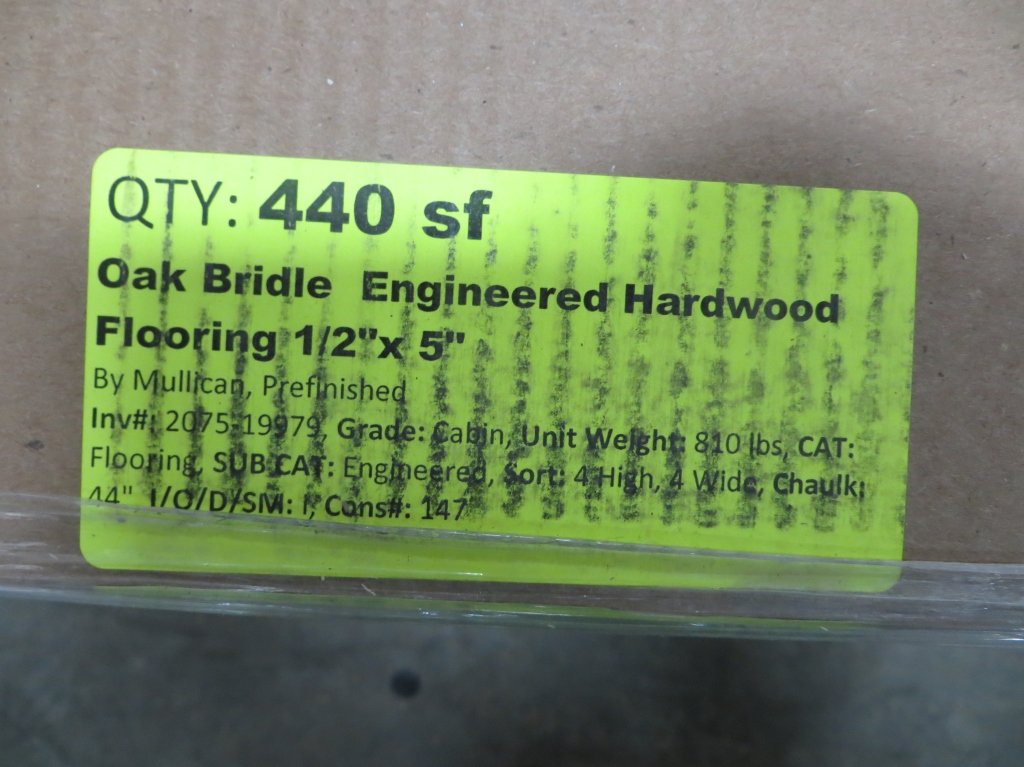 QTY: 440 sf
Oak Bridle Engineered Hardwood
Flooring 1/2"x 5"
By Mullican, Prefinished
Inv#: 2075-19979, Grade: Cabin, Unit Weight: 810 lbs, CAT:
Flooring, SUB CAT: Engineered, Sort: 4 High, 4 Wide, Chaulk:
44" I/O/D/SM: I, Cons#: 147